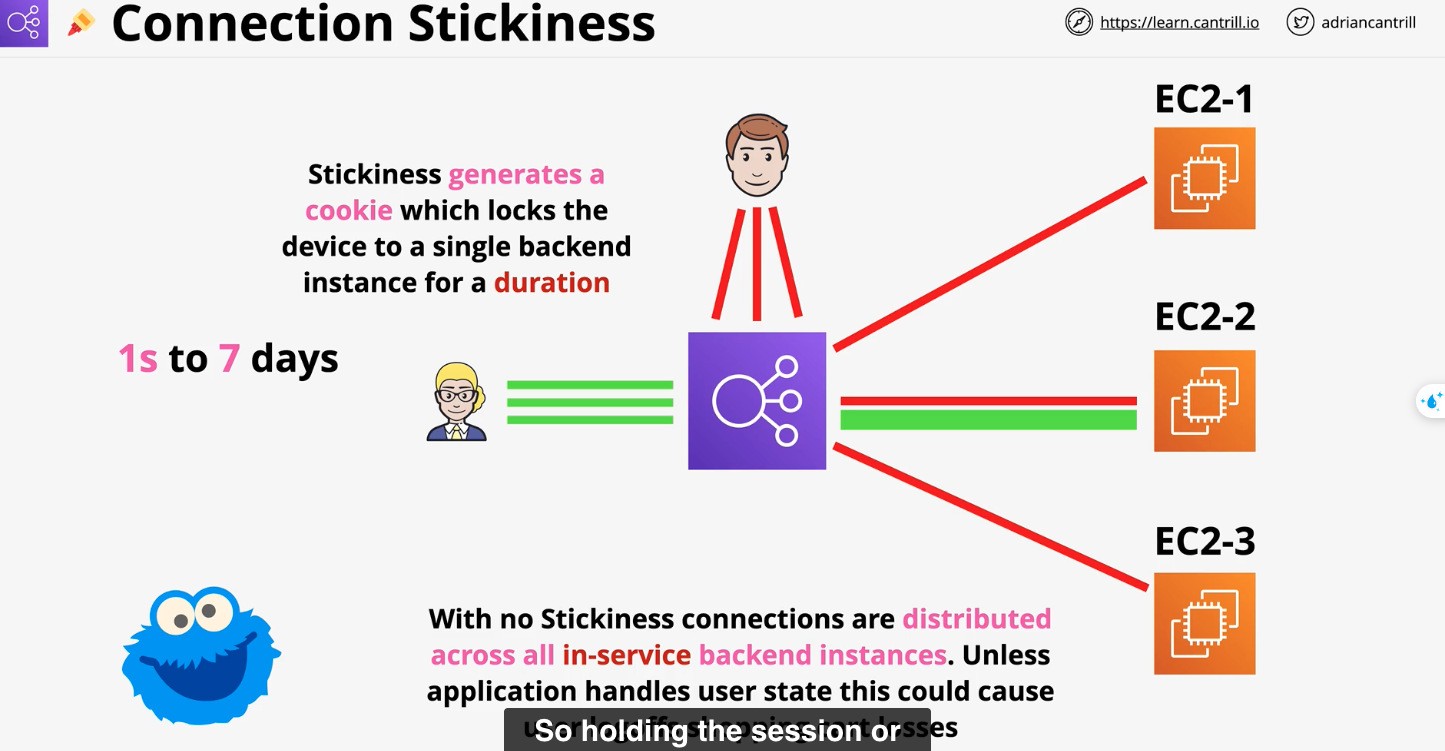 Connection Stickiness
https://learn.cantrill.io
adriancantrill
EC2-1
Stickiness generates a
cookie which locks the
device to a single backend
instance for a duration
EC2-2
1s to 7 days
EC2-3
With no Stickiness connections are distributed
across all in-service backend instances. Unless
application handles user state this could cause
So holding the session or